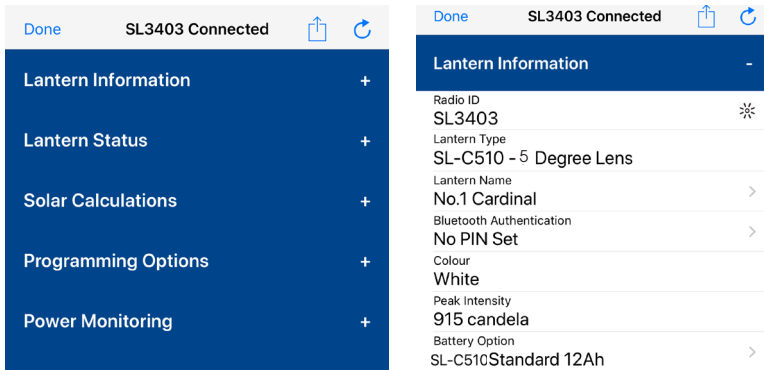 Done SL3403 Connected
Lantern Information +
Lantern Status +
Solar Calculations +
Programming Options +
Power Monitoring +
Done SL3403 Connected
Lantern Information -
Radio ID
SL3403
Lantern Type
SL-C510 - 5 Degree Lens
Lantern Name
No.1 Cardinal
Bluetooth Authentication
No PIN Set
Colour
White
Peak Intensity
915 candela
Battery Option
SL-C510Standard 12Ah